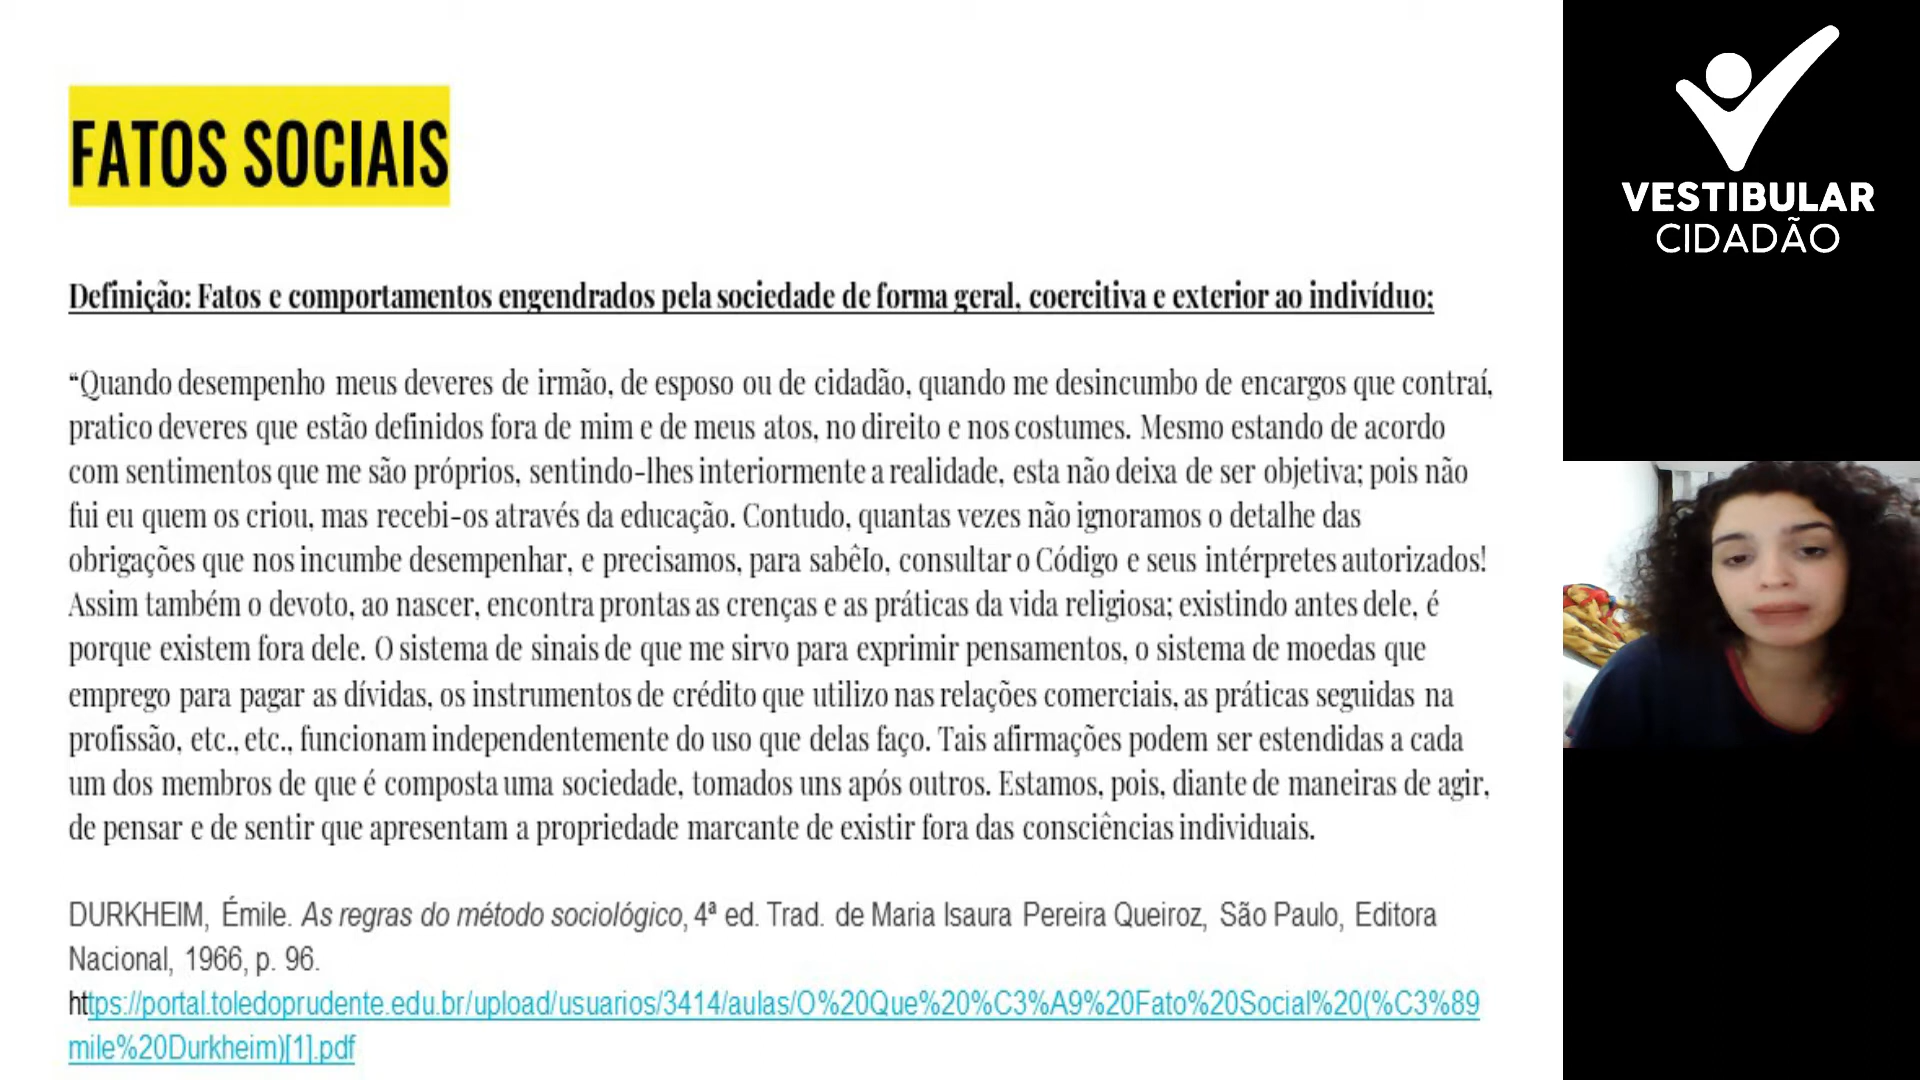 FATOS SOCIAIS
Definição: Fatos e comportamentos engendrados pela sociedade de forma geral, coercitiva e exterior ao indivíduo;
“Quando desempenho meus deveres de irmão, de esposo ou de cidadão, quando me desincumbo de encargos que contraí,
pratico deveres que estão definidos fora de mim e de meus atos, no direito e nos costumes. Mesmo estando de acordo
com sentimentos que me são próprios, sentindo-lhes interiormente a realidade, esta não deixa de ser objetiva; pois não
fui eu quem os criou, mas recebi-os através da educação. Contudo, quantas vezes não ignoramos o detalhe das
obrigações que nos incumbe desempenhar, e precisamos, para sabêIo, consultar o Código e seus intérpretes autorizados!
Assim também o devoto, ao nascer, encontra prontas as crenças e as práticas da vida religiosa; existindo antes dele, é
porque existem fora dele. O sistema de sinais de que me sirvo para exprimir pensamentos, o sistema de moedas que
emprego para pagar as dívidas, os instrumentos de crédito que utilizo nas relações comerciais, as práticas seguidas na
profissão, etc., etc., funcionam independentemente do uso que delas faço. Tais afirmações podem ser estendidas a cada
um dos membros de que é composta uma sociedade, tomados uns após outros. Estamos, pois, diante de maneiras de agir,
de pensar e de sentir que apresentam a propriedade marcante de existir fora das consciências individuais.
DURKHEIM, Émile. As regras do método sociológico, 4ª ed. Trad. de Maria Isaura Pereira Queiroz, São Paulo, Editora
Nacional, 1966, p. 96.
https://portal.toledoprudente.edu.br/upload/usuarios/3414/aulas/O%20Que%20%C3%A9%20Fato%20Social%20(%C3%89
mile%20Durkheim)[1].pdf
VESTIBULAR
CIDADÃO